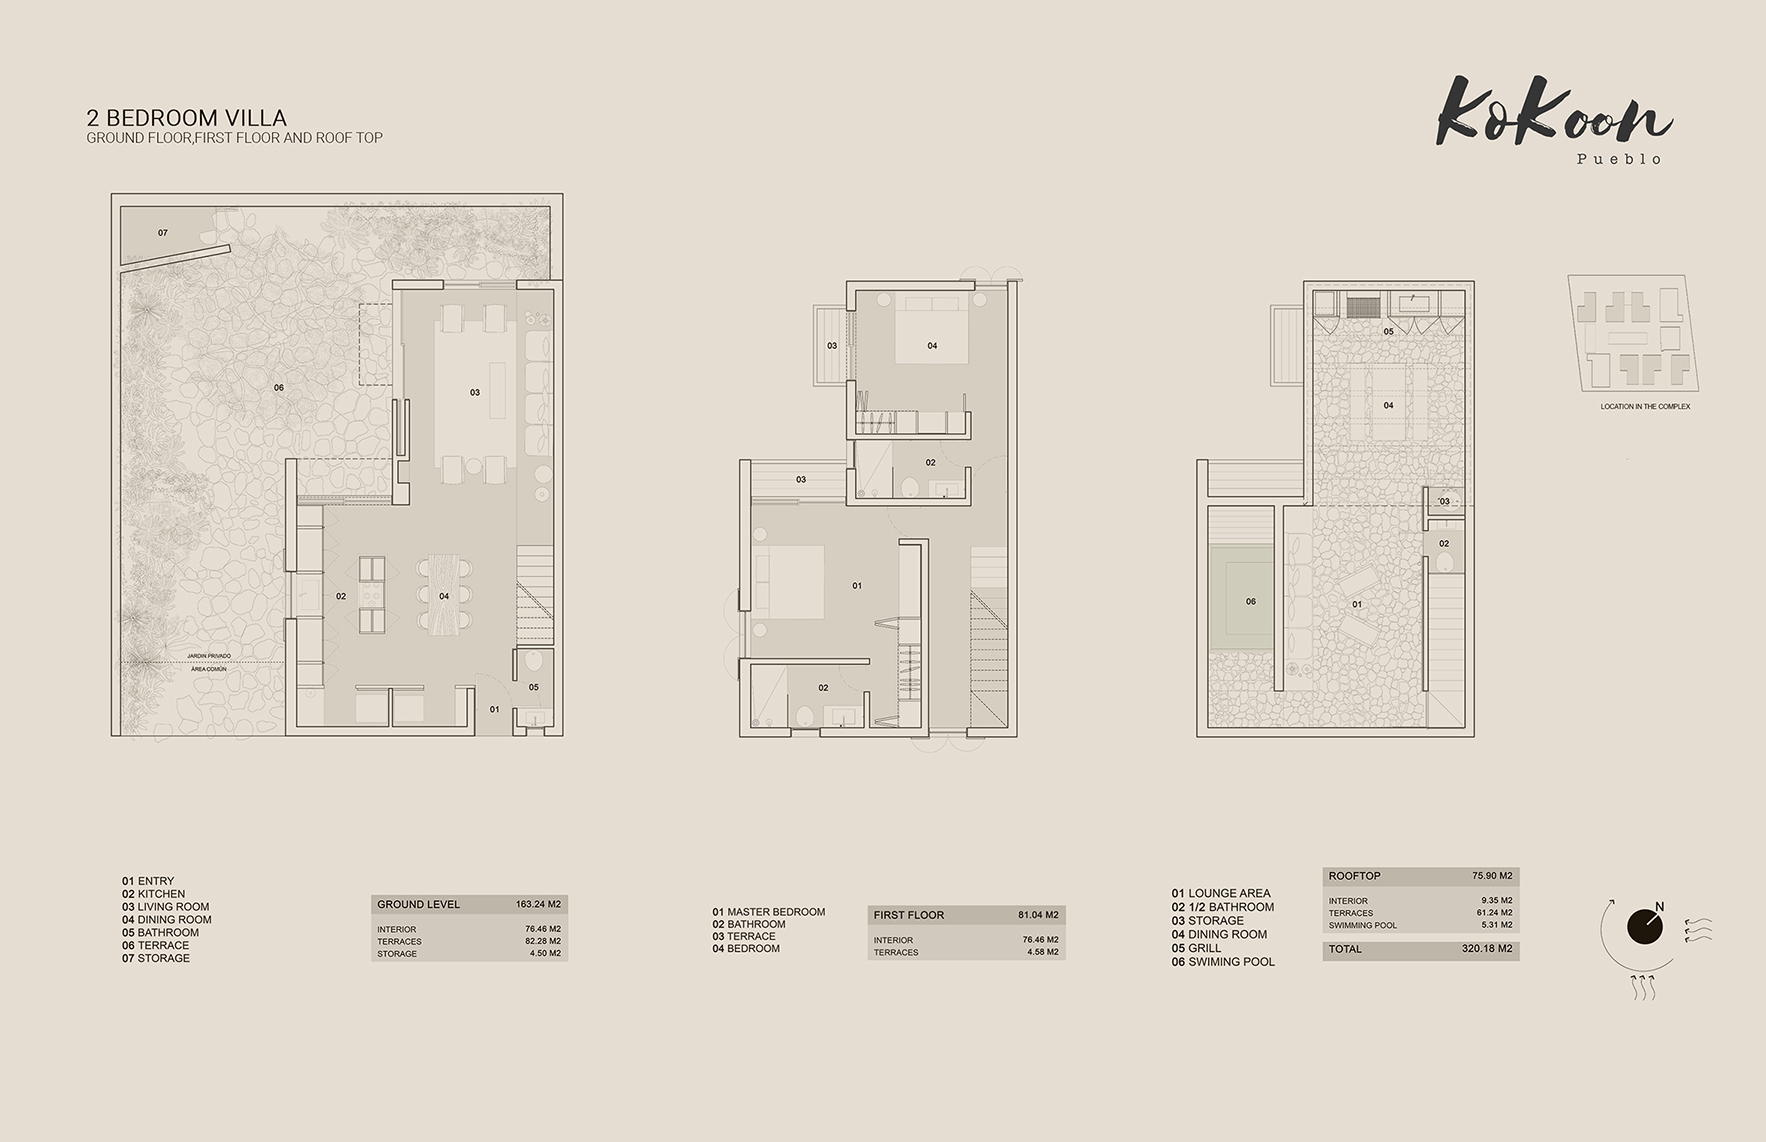 2 BEDROOM VILLA
GROUND FLOOR,FIRST FLOOR AND ROOF TOP
KoKoon
Pueblo
07
06
03
02
04
05
01
JARDIN PRIVADO
ÁREA COMÚN
03
04
02
03
01
02
05
04
03
02
06
01
LOCATION IN THE COMPLEX
01 ENTRY
02 KITCHEN
03 LIVING ROOM
04 DINING ROOM
05 BATHROOM
06 TERRACE
07 STORAGE
GROUND LEVEL 163.24 M2
INTERIOR 76.46 M2
TERRACES 82.28 M2
STORAGE 4.50 M2
01 MASTER BEDROOM
02 BATHROOM
03 TERRACE
04 BEDROOM
FIRST FLOOR 81.04 M2
INTERIOR 76.46 M2
TERRACES 4.58 M2
01 LOUNGE AREA
02 1/2 BATHROOM
03 STORAGE
04 DINING ROOM
05 GRILL
06 SWIMING POOL
ROOFTOP 75.90 M2
INTERIOR 9.35 M2
TERRACES 61.24 M2
SWIMMING POOL 5.31 M2
TOTAL 320.18 M2
N